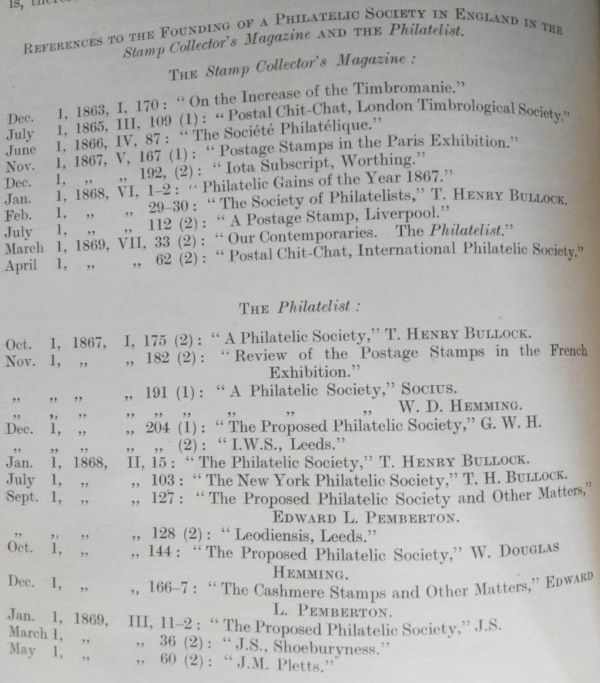 is, there
REFERENCES TO THE FOUNDING OF A PHILATELIC SOCIETY IN ENGLAND IN THE
Stamp Collector's Magazine AND THE Philatelist.
THE Stamp Collector's Magazine :
Dec. 1, 1863, I, 170 : " On the Increase of the Timbromanie."
July 1, 1865, III, 109 (1) : " Postal Chit-Chat, London Timbrological Society."
June 1, 1866, IV, 87 : " The Société Philatélique."
Nov. 1, 1867, V, 167 (1) : " Postage Stamps in the Paris Exhibition."
Dec. 1, „ „ 192, (2) : " Iota Subscript, Worthing."
Jan. 1, 1868, VI, 1-2 : " Philatelic Gains of the Year 1867."
Feb. 1, „ „ 29-30 : " The Society of Philatelists," T. HENRY BULLOCK.
July 1, „ „ 112 (2) : " A Postage Stamp, Liverpool."
March 1, 1869, VII, 33 (2) : " Our Contemporaries. The Philatelist."
April 1, „ „ 62 (2) : " Postal Chit-Chat, International Philatelic Society."
THE Philatelist :
Oct. 1, 1867, I, 175 (2) : " A Philatelic Society," T. HENRY BULLOCK.
Nov. 1, „ „ 182 (2) : " Review of the Postage Stamps in the French
Exhibition."
„ „ „ „ 191 (1) : " A Philatelic Society," SOCIUS.
„ „ „ „ „ „ „ „ W. D. HEMMING.
Dec. 1, „ „ 204 (1) : " The Proposed Philatelic Society," G. W. H.
„ „ „ „ „ (2) : " I.W.S., Leeds."
Jan. 1, 1868, II, 15 : " The Philatelic Society," T. HENRY BULLOCK.
July 1, „ „ 103 : " The New York Philatelic Society," T. H. BULLOCK.
Sept. 1, „ „ 127 : " The Proposed Philatelic Society and Other Matters,"
EDWARD L. PEMBERTON.
„ „ „ „ 128 (2) : " Leodiensis, Leeds."
Oct. 1, „ „ 144 : " The Proposed Philatelic Society," W. DOUGLAS
HEMMING.
Dec. 1, „ „ 166-7 : " The Cashmere Stamps and Other Matters," EDWARD
L. PEMBERTON.
Jan. 1, 1869, III, 11-2 : " The Proposed Philatelic Society," J.S.
March 1, „ „ 36 (2) : " J.S., Shoeburyness."
May 1, „ „ 60 (2) : " J.M. Pletts."